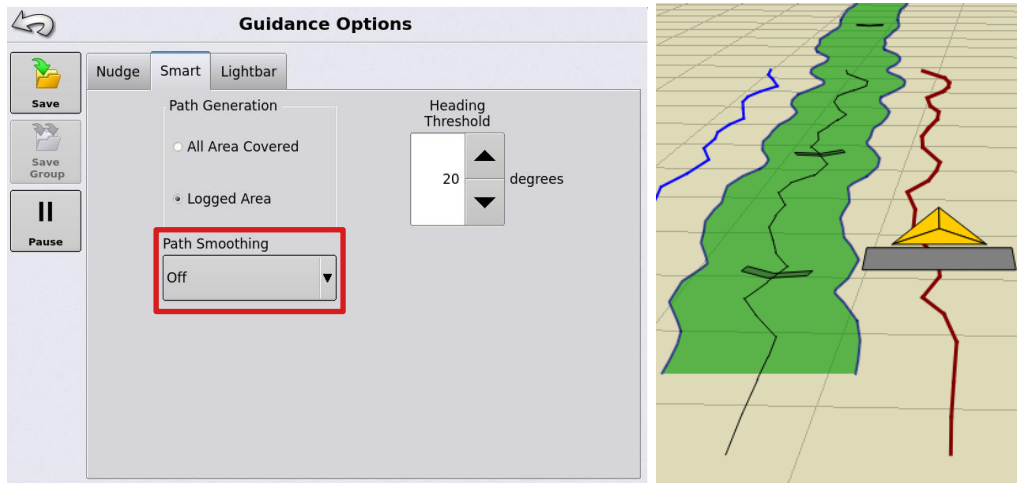 Guidance Options
Save
Save
Group
Pause
Nudge
Smart
Lightbar
Path Generation
All Area Covered
Logged Area
Path Smoothing
Off
Heading
Threshold
20
degrees